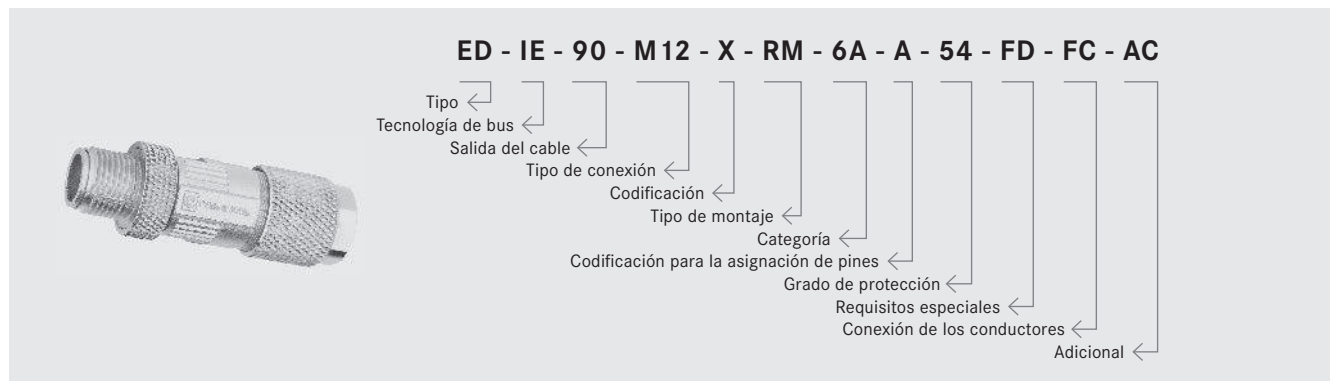 ED - IE - 90 - M12 - X - RM - 6A - A - 54 - FD - FC - AC
Tipo
Tecnología de bus
Salida del cable
Tipo de conexión
Codificación
Tipo de montaje
Categoría
Codificación para la asignación de pines
Grado de protección
Requisitos especiales
Conexión de los conductores
Adicional